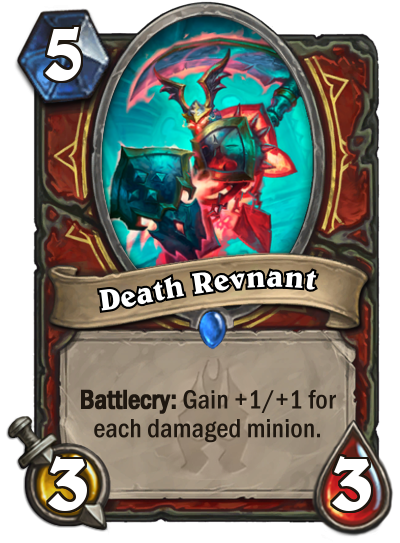 5
Death Revnant
Battlecry: Gain +1/+1 for
each damaged minion.
3
3